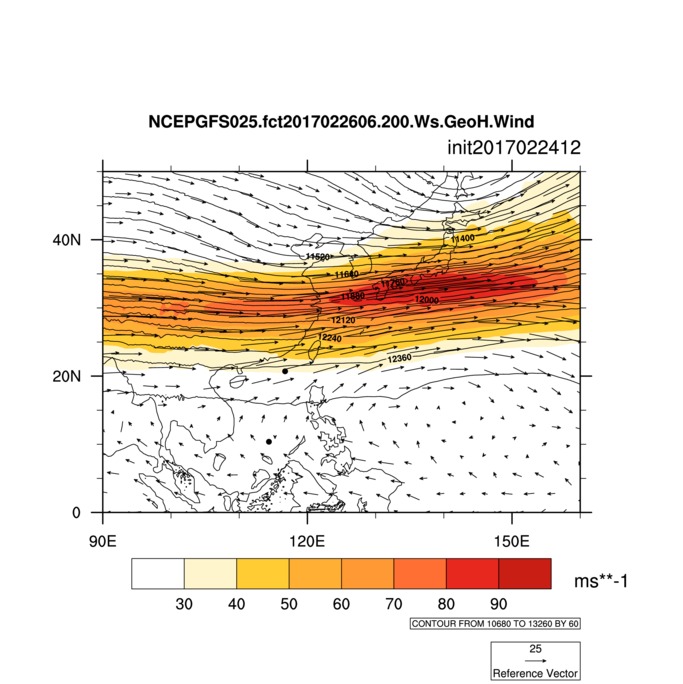 NCEPGFS025.fct2017022606.200.Ws.GeoH.Wind
init2017022412
40N
20N
0
11400
11520
11640
11760
11880
12000
12120
12240
12360
90E 120E 150E
30 40 50 60 70 80 90
ms**-1
CONTOUR FROM 10680 TO 13260 BY 60
25
Reference Vector